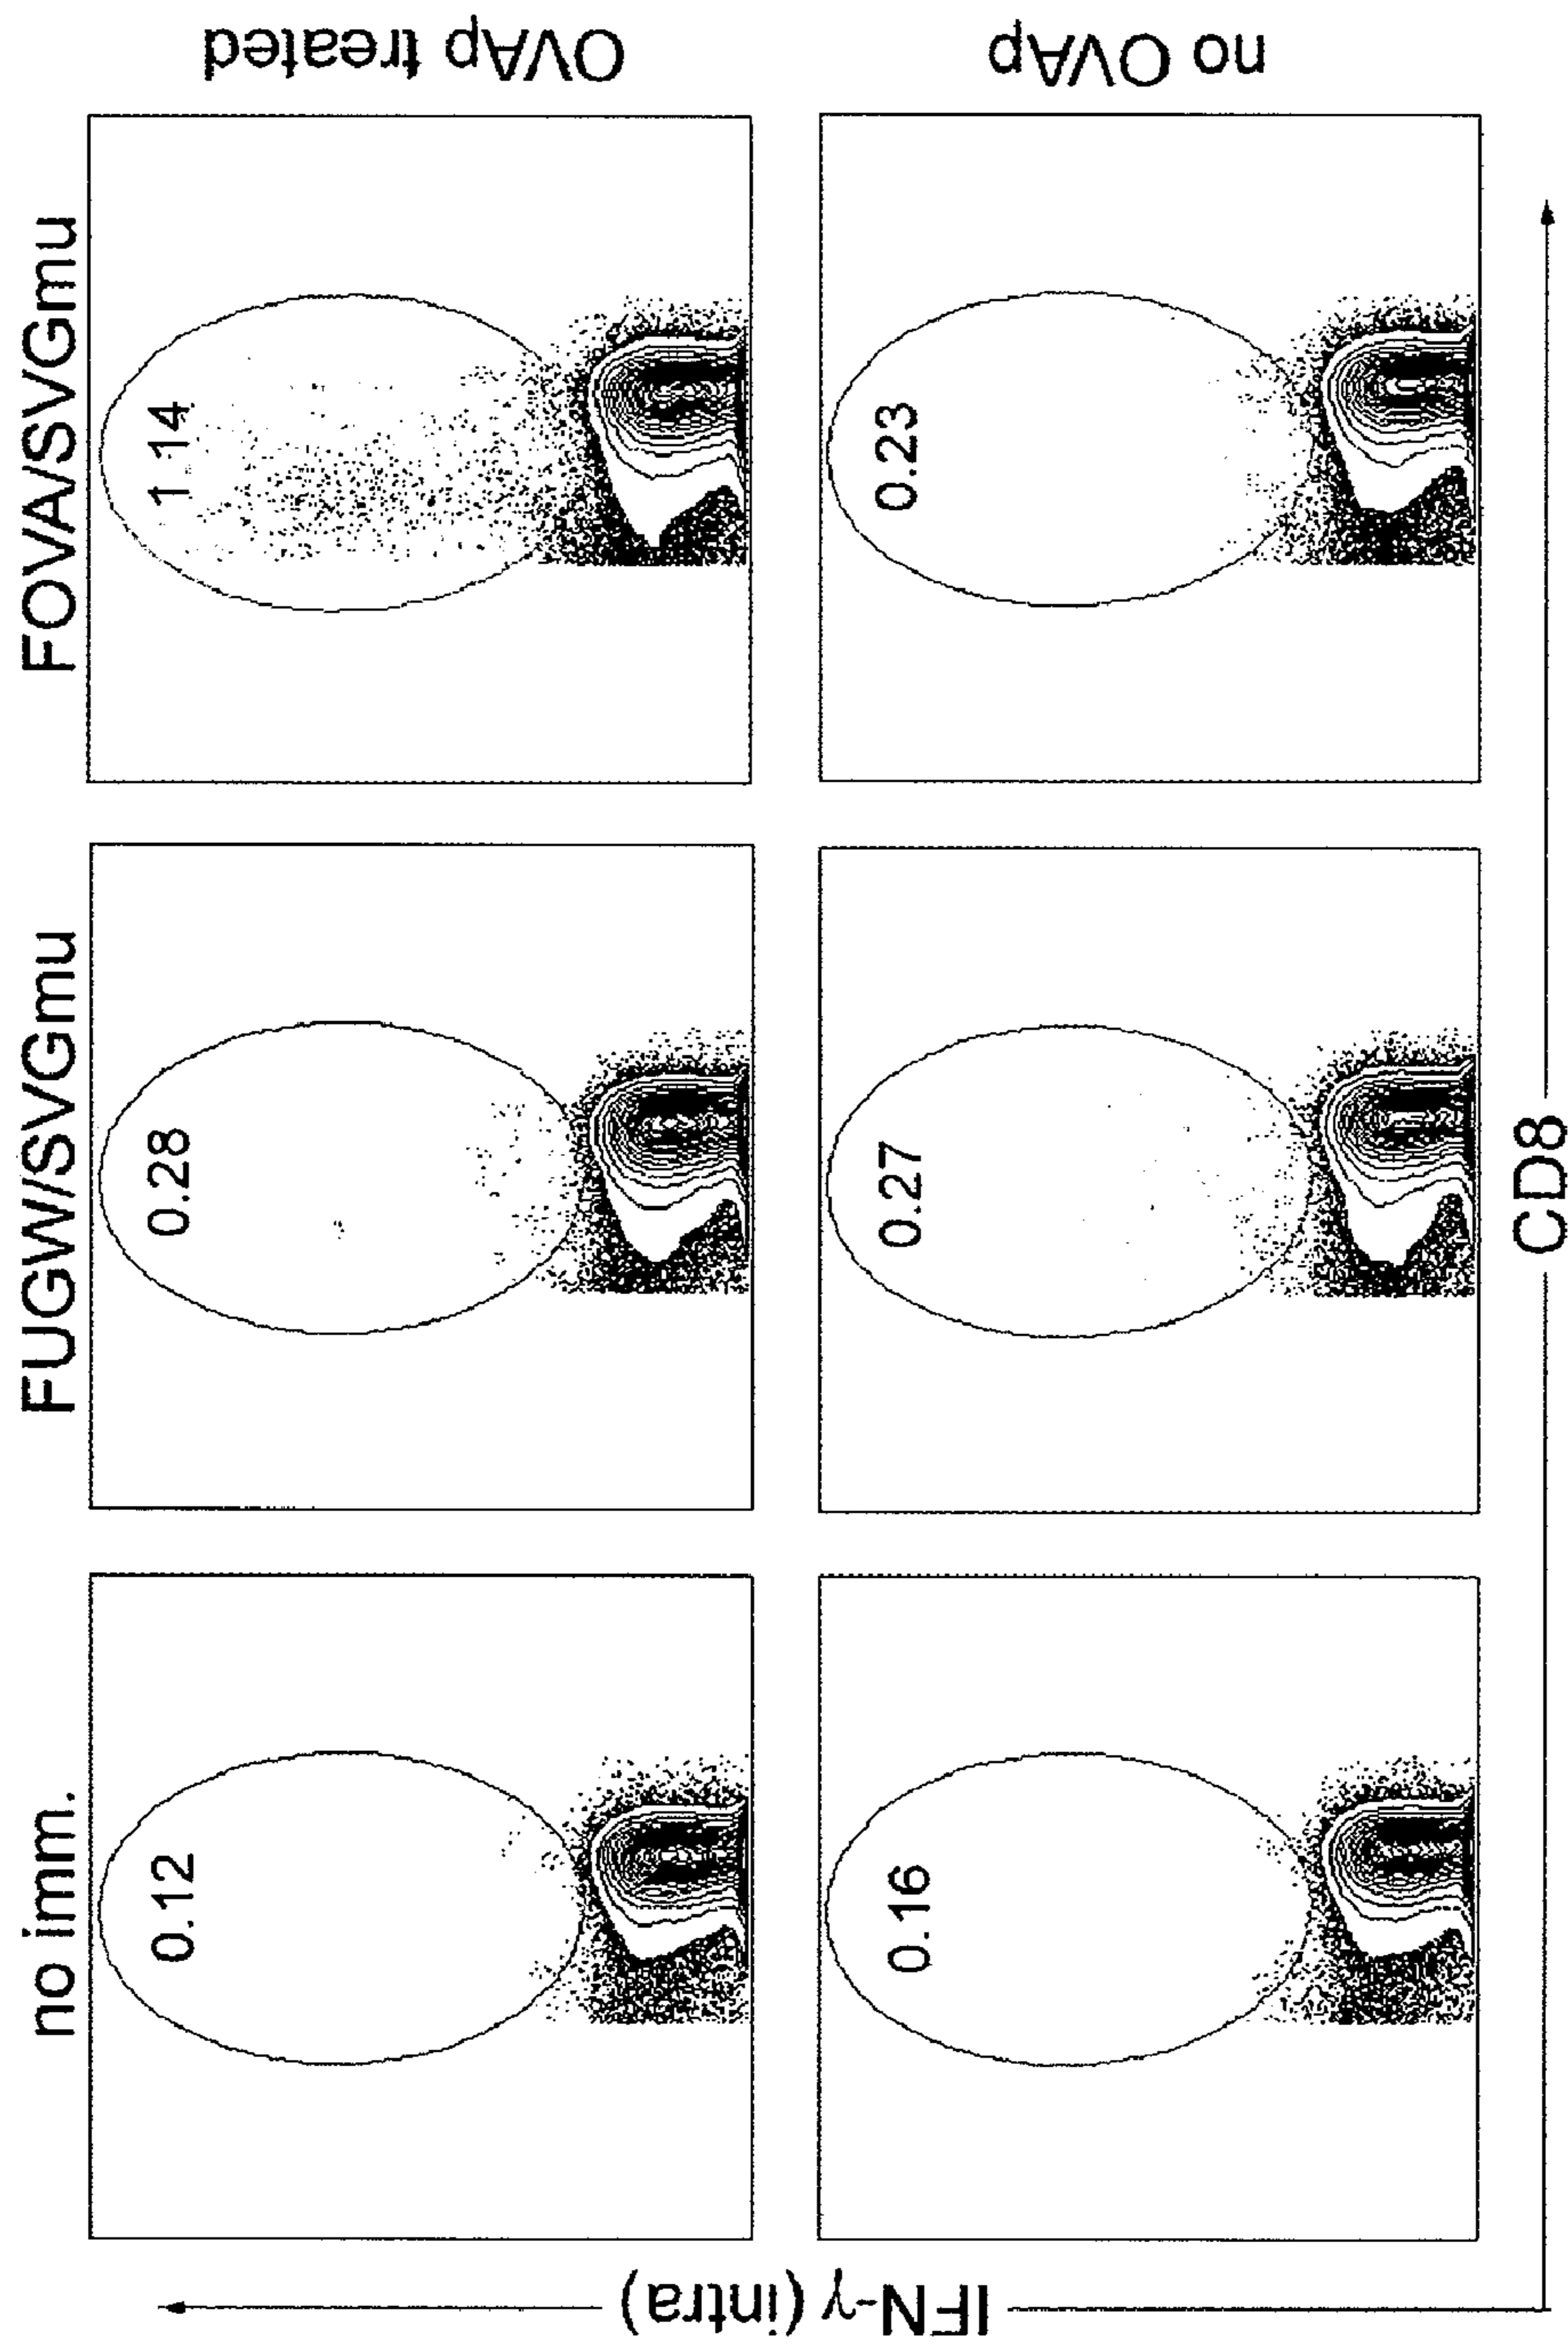 no imm.
FUGW/SVGmu
FOVA/SVGmu
0.12
0.28
1.14
OVAp treated
0.16
0.27
0.23
no OVAp
IFN-γ (intra)
CD8